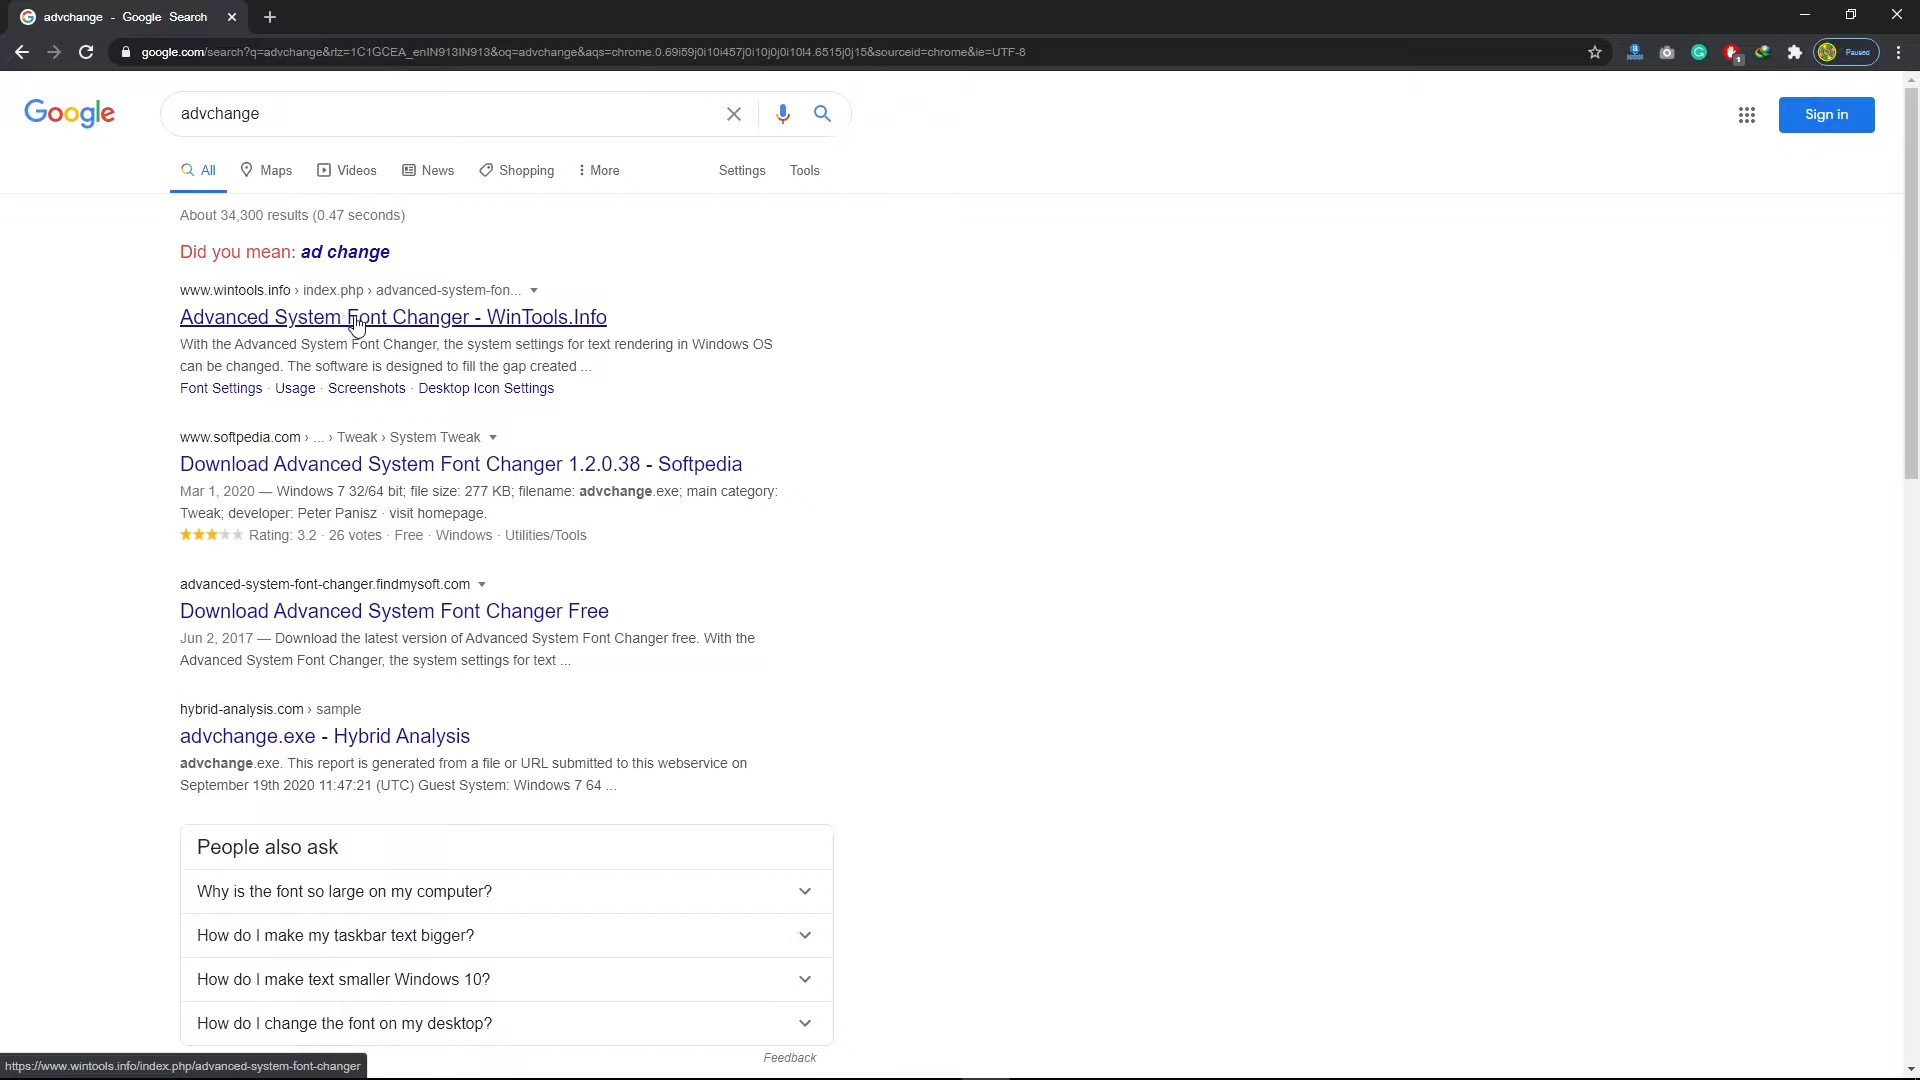 advchange - Google Search
google.com/search?q=advchange&rlz=1C1GCEA_enIN913IN913&oq=advchange&aqs=chrome.0.69i59j0i10i457j0i10j0j0i10l4.6515j0j15&sourceid=chrome&ie=UTF-8
1
Paused
Google
advchange
Sign in
All
Maps
Videos
News
Shopping
More
Settings
Tools
About 34,300 results (0.47 seconds)
Did you mean: ad change
www.wintools.info › index.php › advanced-system-fon...
Advanced System Font Changer - WinTools.Info
With the Advanced System Font Changer, the system settings for text rendering in Windows OS
can be changed. The software is designed to fill the gap created ...
Font Settings · Usage · Screenshots · Desktop Icon Settings
www.softpedia.com › ... › Tweak › System Tweak
Download Advanced System Font Changer 1.2.0.38 - Softpedia
Mar 1, 2020 — Windows 7 32/64 bit; file size: 277 KB; filename: advchange.exe; main category:
Tweak; developer: Peter Panisz · visit homepage.
Rating: 3.2 · 26 votes · Free · Windows · Utilities/Tools
advanced-system-font-changer.findmysoft.com
Download Advanced System Font Changer Free
Jun 2, 2017 — Download the latest version of Advanced System Font Changer free. With the
Advanced System Font Changer, the system settings for text ...
hybrid-analysis.com › sample
advchange.exe - Hybrid Analysis
advchange.exe. This report is generated from a file or URL submitted to this webservice on
September 19th 2020 11:47:21 (UTC) Guest System: Windows 7 64 ...
People also ask
Why is the font so large on my computer?
How do I make my taskbar text bigger?
How do I make text smaller Windows 10?
How do I change the font on my desktop?
Feedback
https://www.wintools.info/index.php/advanced-system-font-changer